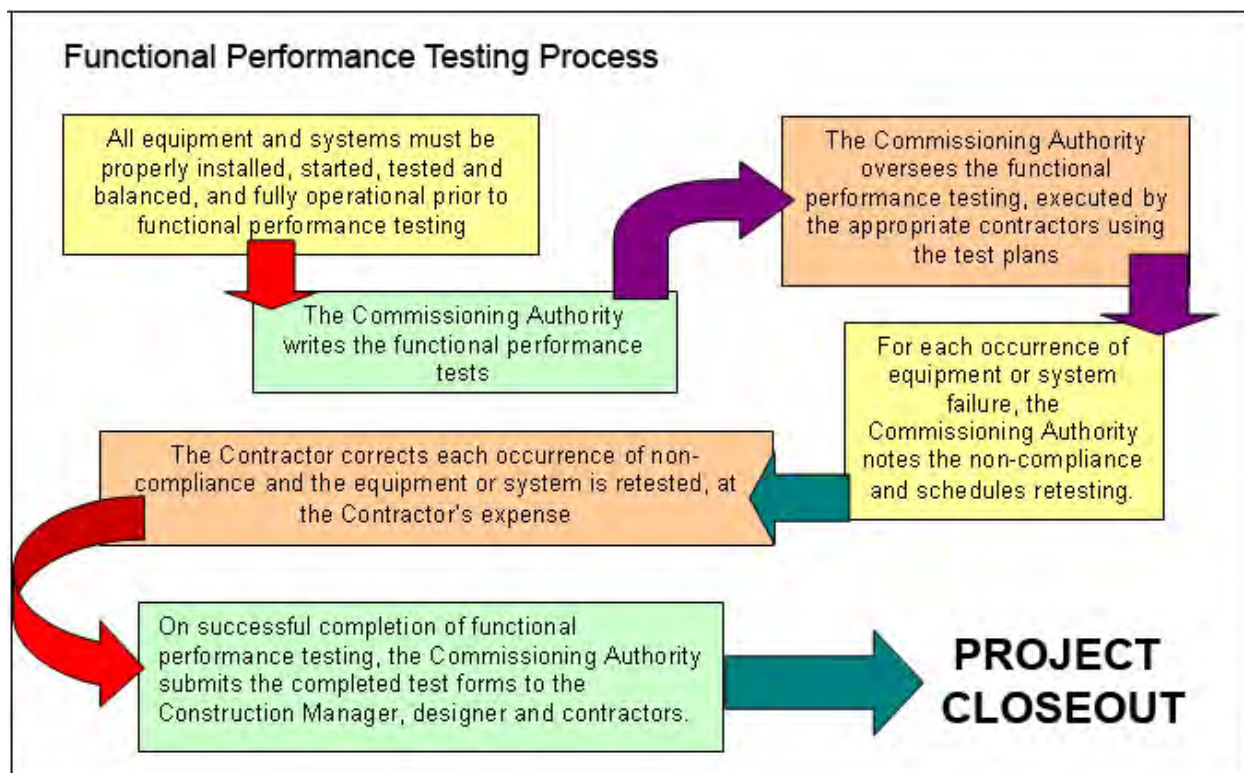 Functional Performance Testing Process
All equipment and systems must be
properly installed, started, tested and
balanced, and fully operational prior to
functional performance testing
The Commissioning Authority
writes the functional performance
tests
The Commissioning Authority
oversees the functional
performance testing, executed by
the appropriate contractors using
the test plans
For each occurrence of
equipment or system
failure, the
Commissioning Authority
notes the non-compliance
and schedules retesting.
The Contractor corrects each occurrence of non-
compliance and the equipment or system is retested, at
the Contractor's expense
On successful completion of functional
performance testing, the Commissioning Authority
submits the completed test forms to the
Construction Manager, designer and contractors.
PROJECT
CLOSEOUT